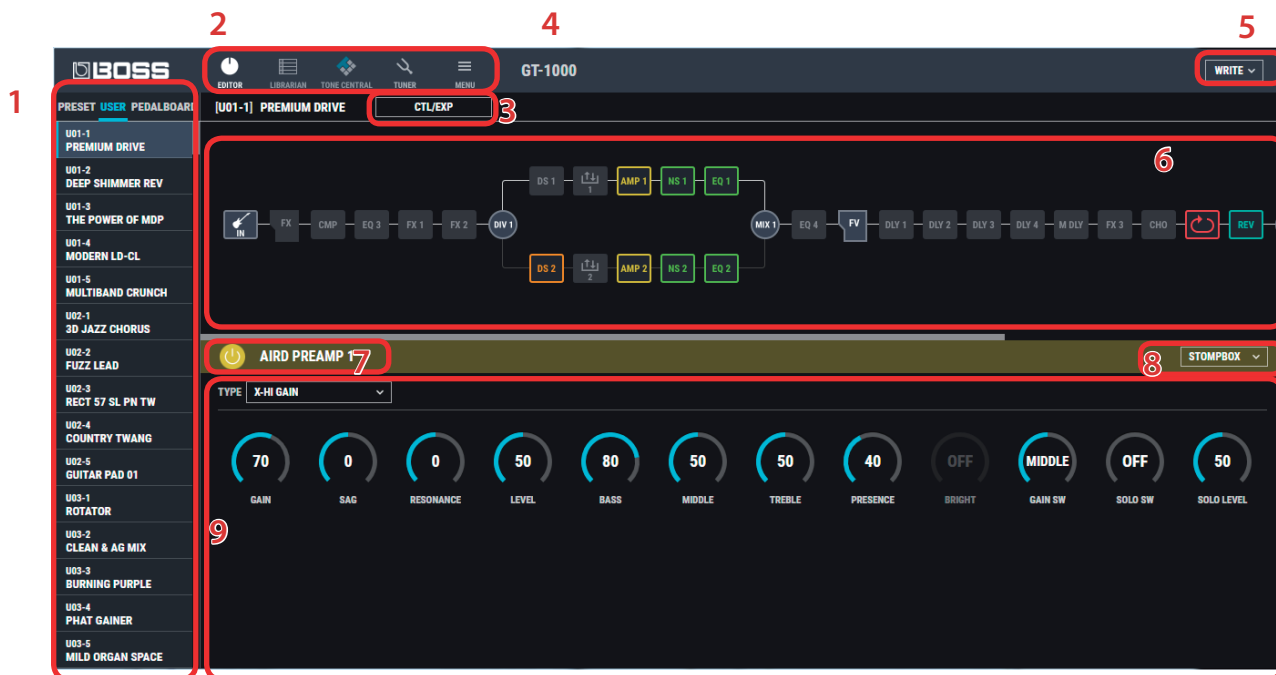 2
4
5
BOSS
GT-1000
WRITE
EDITOR LIBRARIAN TONE CENTRAL TUNER MENU
1
PRESET USER PEDALBOARD
[U01-1] PREMIUM DRIVE
CTL/EXP
3
U01-1
PREMIUM DRIVE
U01-2
DEEP SHIMMER REV
U01-3
THE POWER OF MDP
U01-4
MODERN LD-CL
U01-5
MULTIBAND CRUNCH
U02-1
3D JAZZ CHORUS
U02-2
FUZZ LEAD
U02-3
RECT 57 SL PN TW
U02-4
COUNTRY TWANG
U02-5
GUITAR PAD 01
U03-1
ROTATOR
U03-2
CLEAN & AG MIX
U03-3
BURNING PURPLE
U03-4
PHAT GAINER
U03-5
MILD ORGAN SPACE
6
DS 1 1 AMP 1 NS 1 EQ 1
IN FX CMP EQ 3 FX 1 FX 2 DIV 1 MIX 1 EQ 4 FV DLY 1 DLY 2 DLY 3 DLY 4 M DLY FX 3 CHO REV
DS 2 2 AMP 2 NS 2 EQ 2
AIRD PREAMP 1
7
8
STOMPBOX
TYPE X-HI GAIN
70 0 0 50 80 50 50 40 OFF MIDDLE OFF 50
GAIN SAG RESONANCE LEVEL BASS MIDDLE TREBLE PRESENCE BRIGHT GAIN SW SOLO SW SOLO LEVEL
9